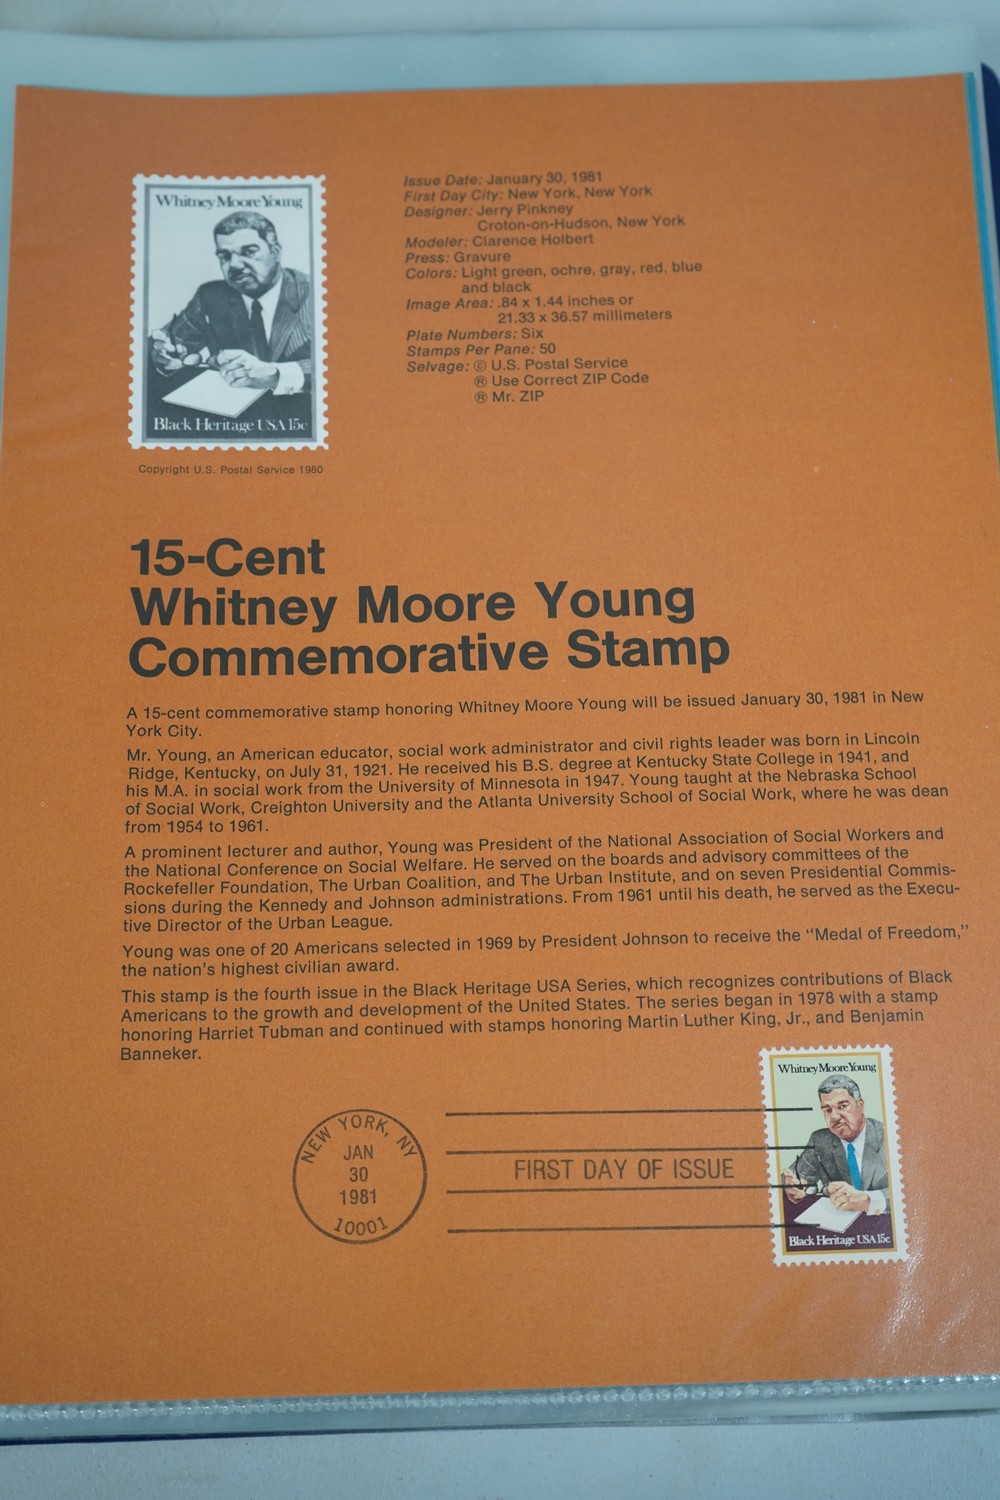 Whitney Moore Young
Black Heritage USA 15c
Copyright U.S. Postal Service 1980
Issue Date: January 30, 1981
First Day City: New York, New York
Designer: Jerry Pinkney
Croton-on-Hudson, New York
Modeler: Clarence Holbert
Press: Gravure
Colors: Light green, ochre, gray, red, blue
and black
Image Area: .84 x 1.44 inches or
21.33 x 36.57 millimeters
Plate Numbers: Six
Stamps Per Pane: 50
Selvage: © U.S. Postal Service
® Use Correct ZIP Code
® Mr. ZIP
15-Cent
Whitney Moore Young
Commemorative Stamp
A 15-cent commemorative stamp honoring Whitney Moore Young will be issued January 30, 1981 in New
York City.
Mr. Young, an American educator, social work administrator and civil rights leader was born in Lincoln
Ridge, Kentucky, on July 31, 1921. He received his B.S. degree at Kentucky State College in 1941, and
his M.A. in social work from the University of Minnesota in 1947. Young taught at the Nebraska School
of Social Work, Creighton University and the Atlanta University School of Social Work, where he was dean
from 1954 to 1961.
A prominent lecturer and author, Young was President of the National Association of Social Workers and
the National Conference on Social Welfare. He served on the boards and advisory committees of the
Rockefeller Foundation, The Urban Coalition, and The Urban Institute, and on seven Presidential Commis-
sions during the Kennedy and Johnson administrations. From 1961 until his death, he served as the Execu-
tive Director of the Urban League.
Young was one of 20 Americans selected in 1969 by President Johnson to receive the "Medal of Freedom,"
the nation's highest civilian award.
This stamp is the fourth issue in the Black Heritage USA Series, which recognizes contributions of Black
Americans to the growth and development of the United States. The series began in 1978 with a stamp
honoring Harriet Tubman and continued with stamps honoring Martin Luther King, Jr., and Benjamin
Banneker.
NEW YORK, NY
JAN
30
1981
10001
FIRST DAY OF ISSUE
Whitney Moore Young
Black Heritage USA 15c